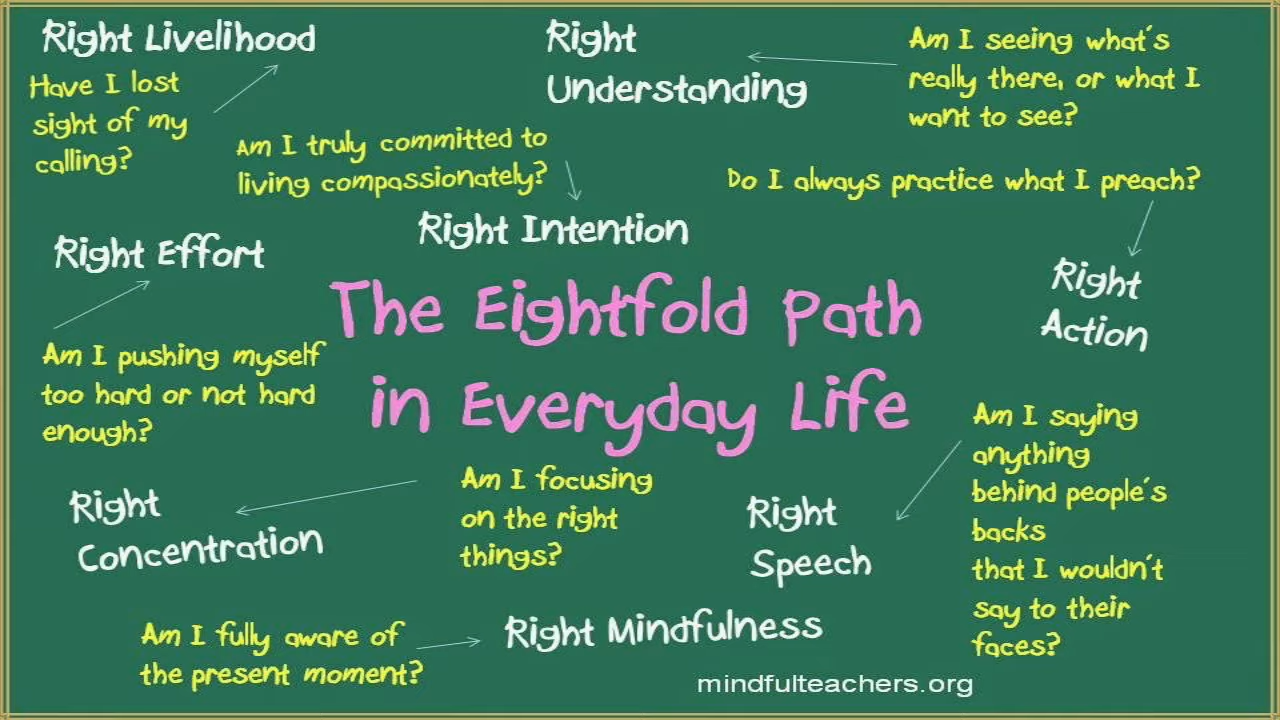 Right Livelihood
Have I lost
sight of my
calling?
Right
Understanding
Am I seeing what's
really there, or what I
want to see?
Am I truly committed to
living compassionately?
Right Intention
Do I always practice what I preach?
Right
Action
Right Effort
Am I pushing myself
too hard or not hard
enough?
The Eightfold Path
in Everyday Life
Right
Concentration
Am I focusing
on the right
things?
Right
Speech
Am I saying
anything
behind people's
backs
that I wouldn't
say to their
faces?
Am I fully aware of
the present moment?
Right Mindfulness
mindfulteachers.org